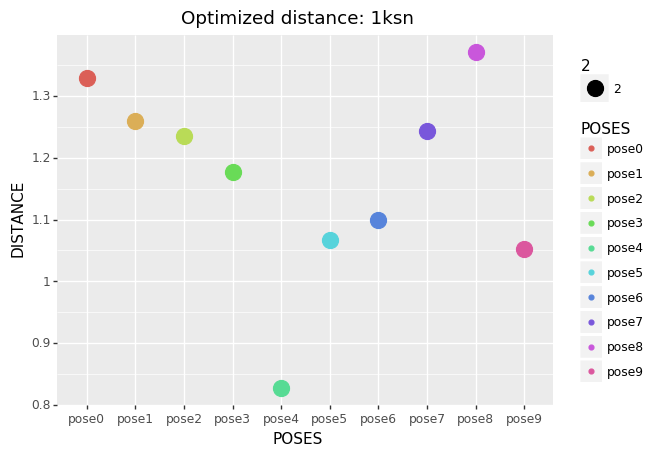 Optimized distance: 1ksn
DISTANCE
1.3
1.2
1.1
1
0.9
0.8
pose0 pose1 pose2 pose3 pose4 pose5 pose6 pose7 pose8 pose9
POSES
2
2
POSES
pose0
pose1
pose2
pose3
pose4
pose5
pose6
pose7
pose8
pose9